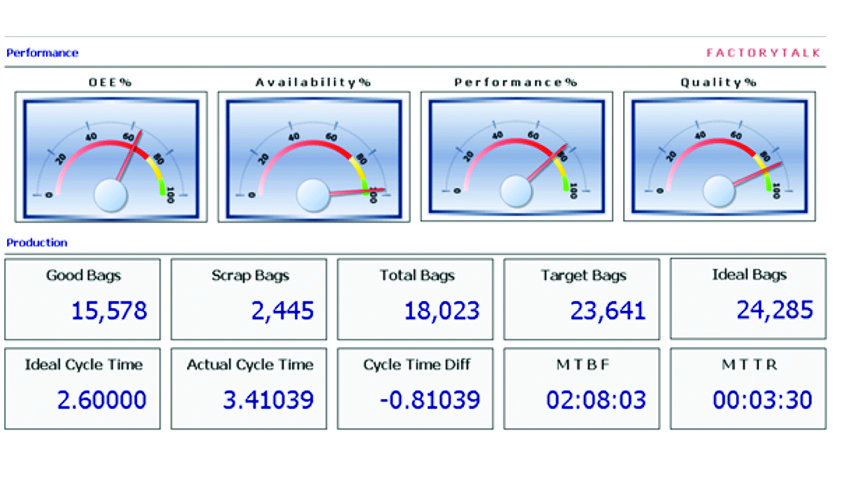 Performance
FACTORYTALK
OEE%
Availability%
Performance%
Quality%
0 20 40 60 80 100
0 20 40 60 80 100
0 20 40 60 80 100
0 20 40 60 80 100
Production
Good Bags
15,578
Scrap Bags
2,445
Total Bags
18,023
Target Bags
23,641
Ideal Bags
24,285
Ideal Cycle Time
2.60000
Actual Cycle Time
3.41039
Cycle Time Diff
-0.81039
MTBF
02:08:03
MTTR
00:03:30